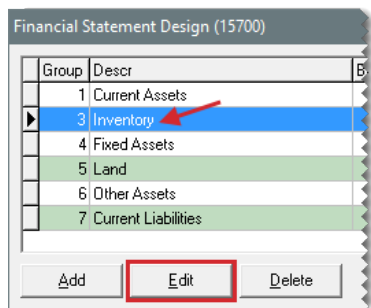 Financial Statement Design (15700)
Group Descr
1 Current Assets
3 Inventory
4 Fixed Assets
5 Land
6 Other Assets
7 Current Liabilities
Add Edit Delete